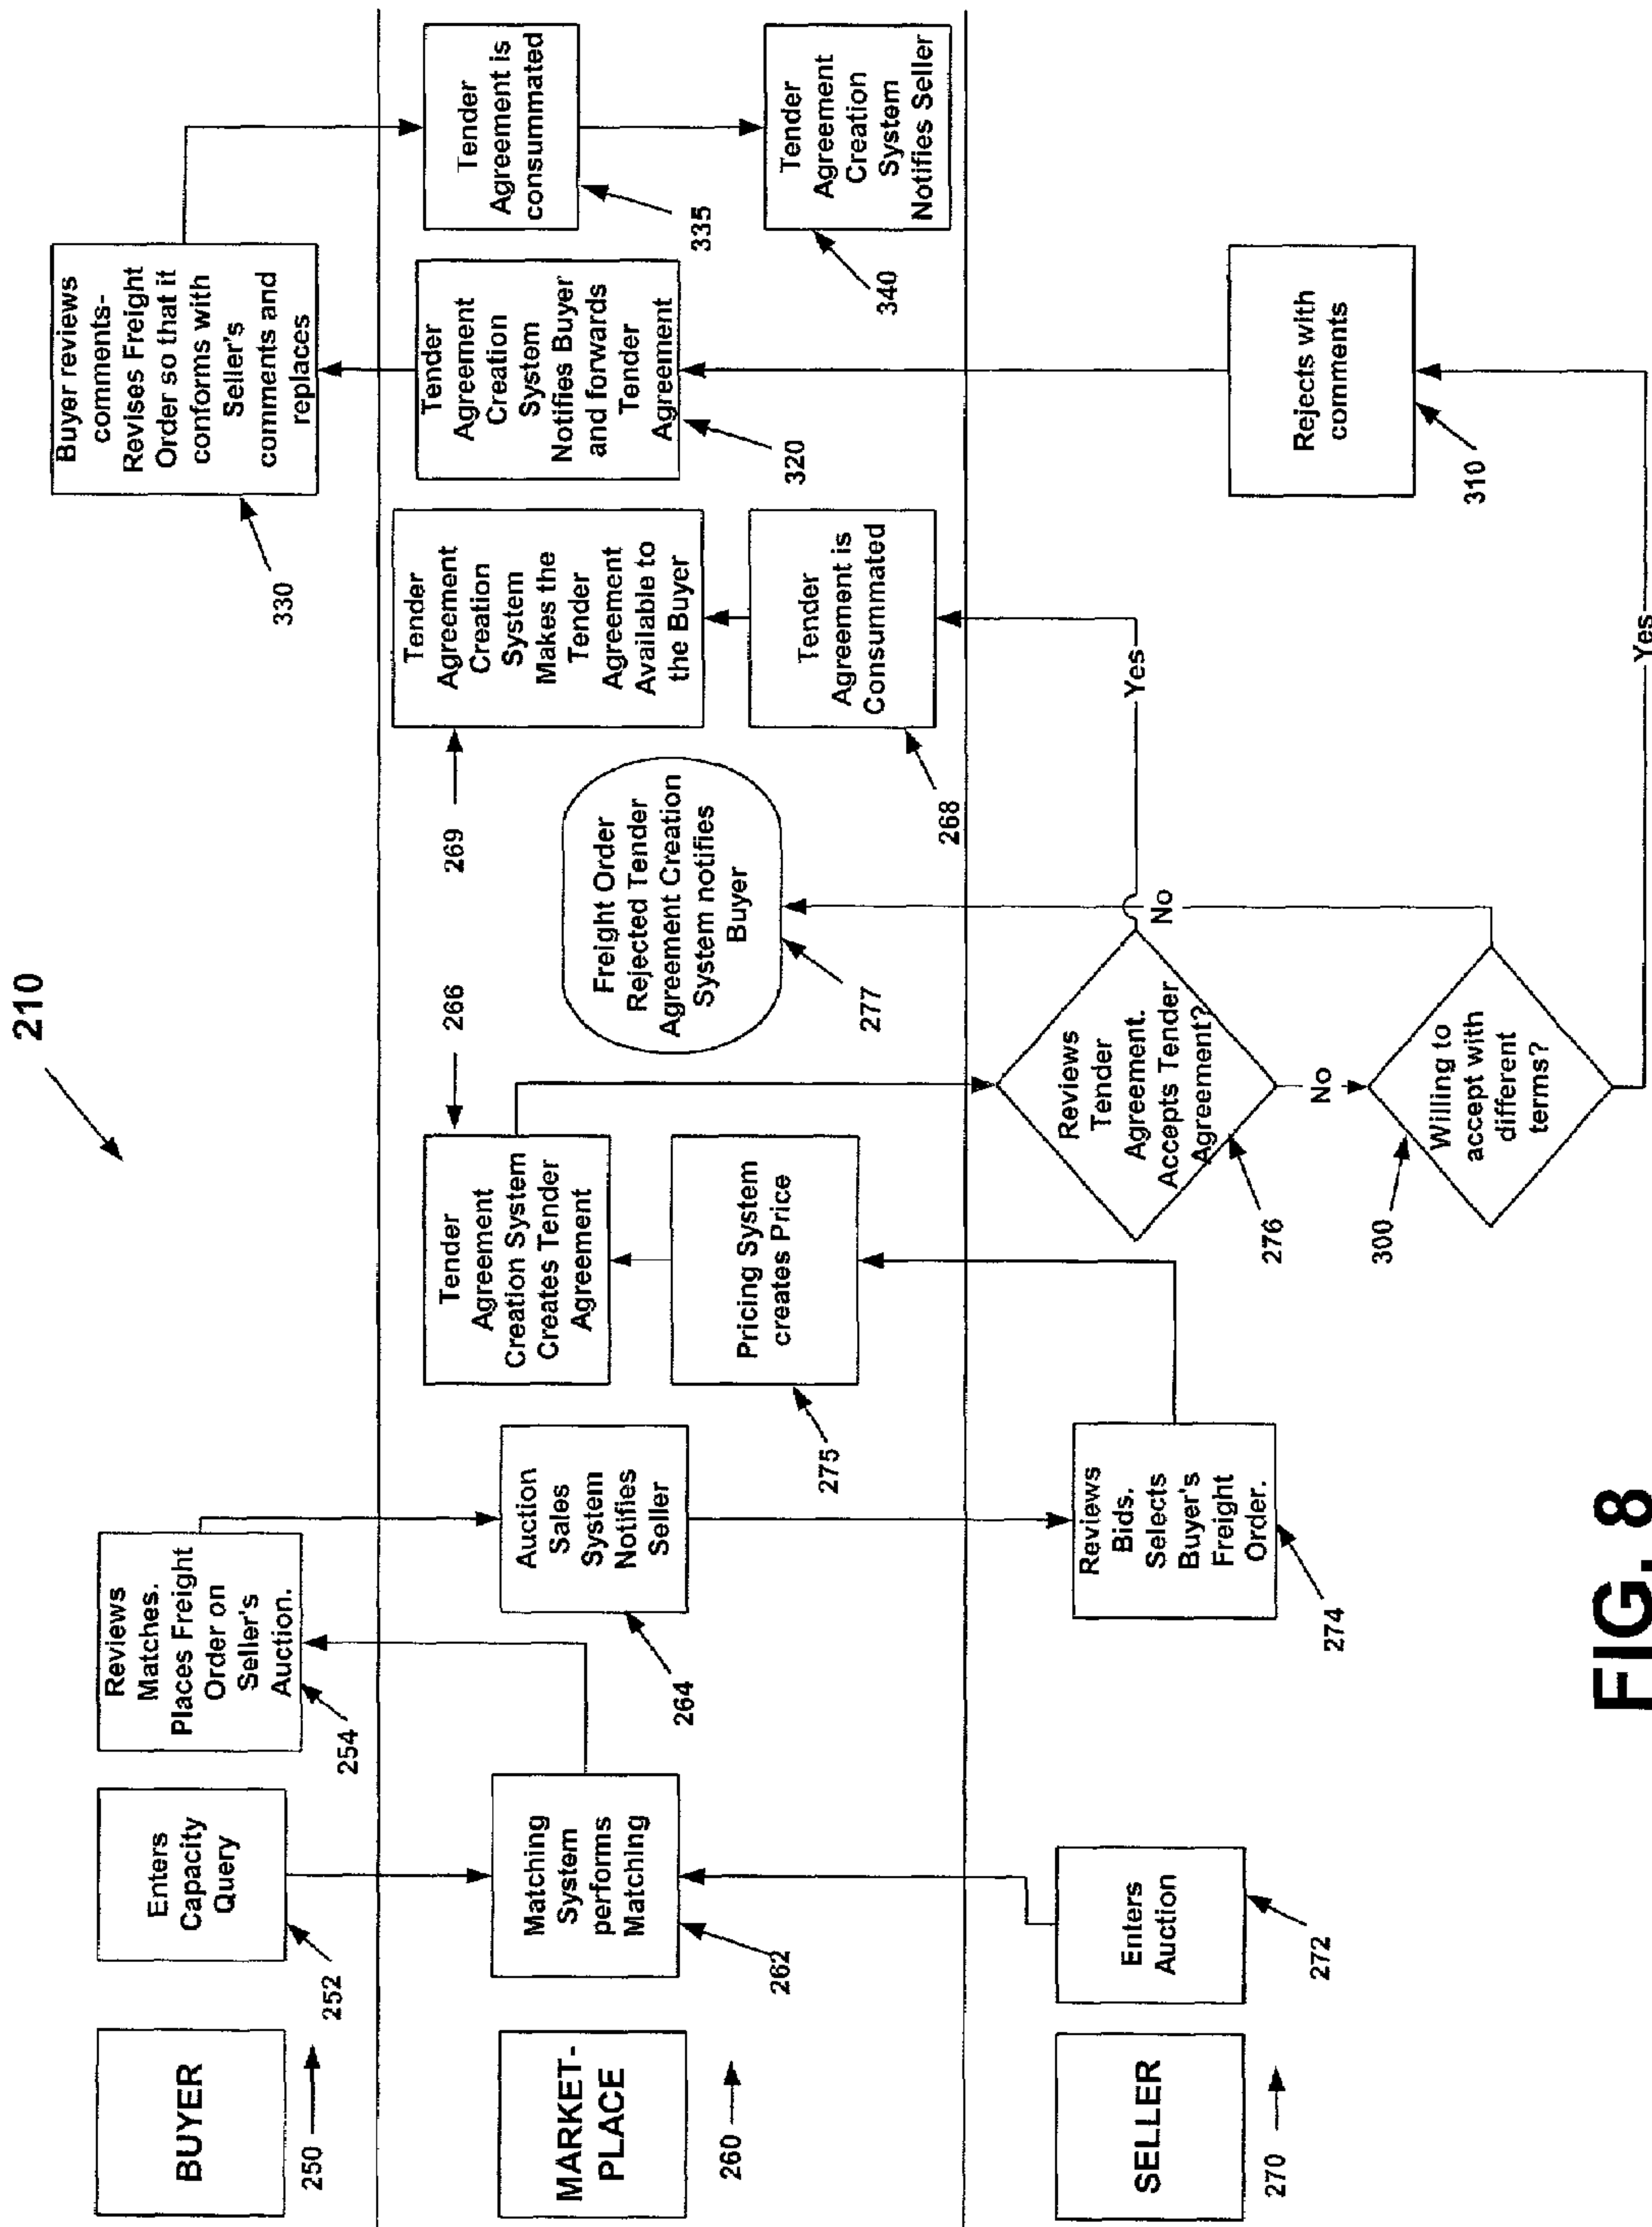 210
BUYER
250
Enters
Capacity
Query
252
Reviews
Matches.
Places Freight
Order on
Seller's
Auction.
254
Buyer reviews
comments-
Revises Freight
Order so that it
conforms with
Seller's
comments and
replaces
330
MARKET-
PLACE
260
Matching
System
performs
Matching
262
Auction
Sales
System
Notifies
Seller
264
Tender
Agreement
Creation System
Creates Tender
Agreement
266
Pricing System
creates Price
275
Freight Order
Rejected Tender
Agreement Creation
System notifies
Buyer
277
Tender
Agreement
Creation
System
Makes the
Tender
Agreement
Available to
the Buyer
269
Tender
Agreement is
Consummated
268
Tender
Agreement
Creation
System
Notifies Buyer
and forwards
Tender
Agreement
320
Tender
Agreement is
consummated
335
Tender
Agreement
Creation
System
Notifies Seller
340
SELLER
270
Enters
Auction
272
Reviews
Bids.
Selects
Buyer's
Freight
Order.
274
Reviews
Tender
Agreement.
Accepts Tender
Agreement?
276
Yes
No
No
Willing to
accept with
different
terms?
300
Yes
Rejects with
comments
310
FIG. 8